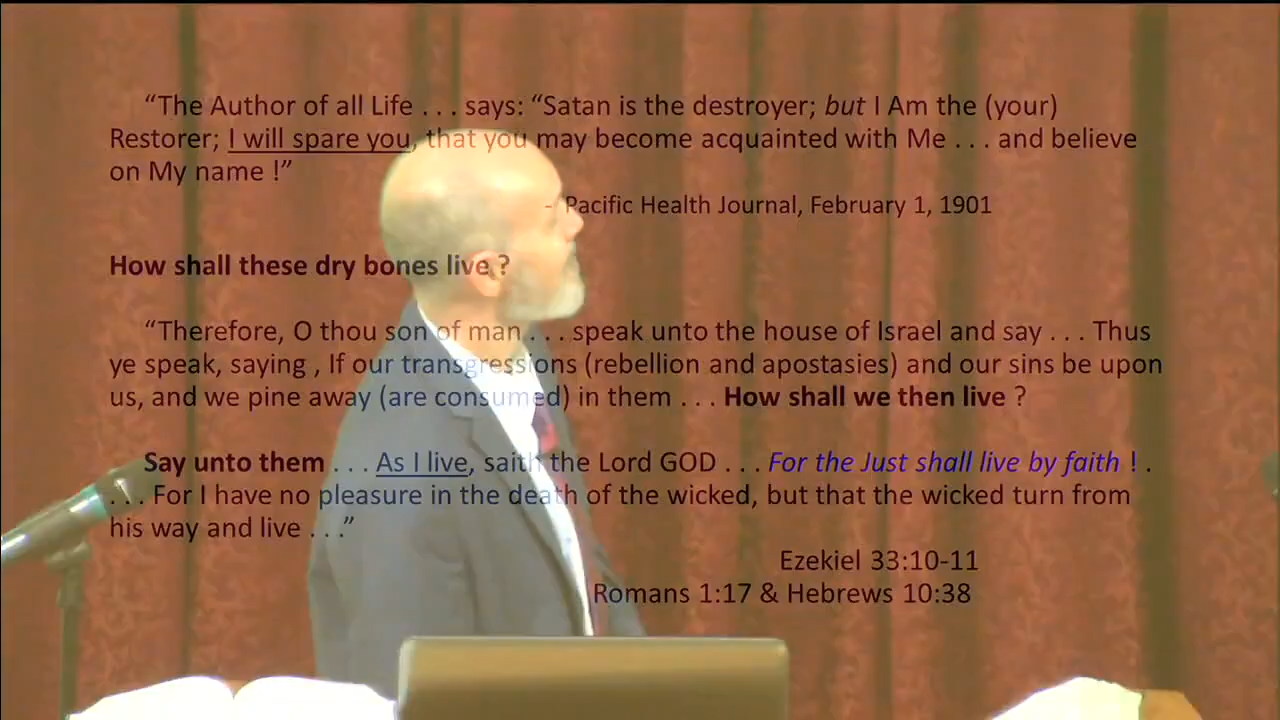 “The Author of all Life . . . says: “Satan is the destroyer; but I Am the (your)
Restorer; I will spare you, that you may become acquainted with Me . . . and believe
on My name !”
- Pacific Health Journal, February 1, 1901
How shall these dry bones live ?
“Therefore, O thou son of man . . . speak unto the house of Israel and say . . . Thus
ye speak, saying , If our transgressions (rebellion and apostasies) and our sins be upon
us, and we pine away (are consumed) in them . . . How shall we then live ?
Say unto them . . . As I live, saith the Lord GOD . . . For the Just shall live by faith ! .
. . . For I have no pleasure in the death of the wicked, but that the wicked turn from
his way and live . . .”
Ezekiel 33:10-11
Romans 1:17 & Hebrews 10:38